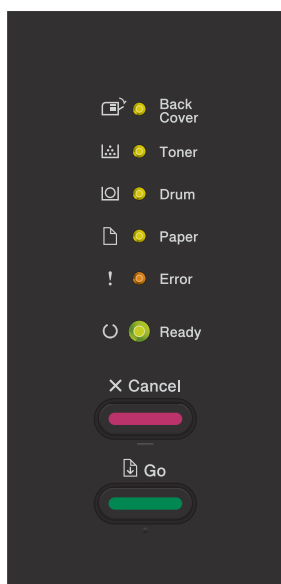 Back
Cover
Toner
Drum
Paper
! Error
Ready
X Cancel
Go